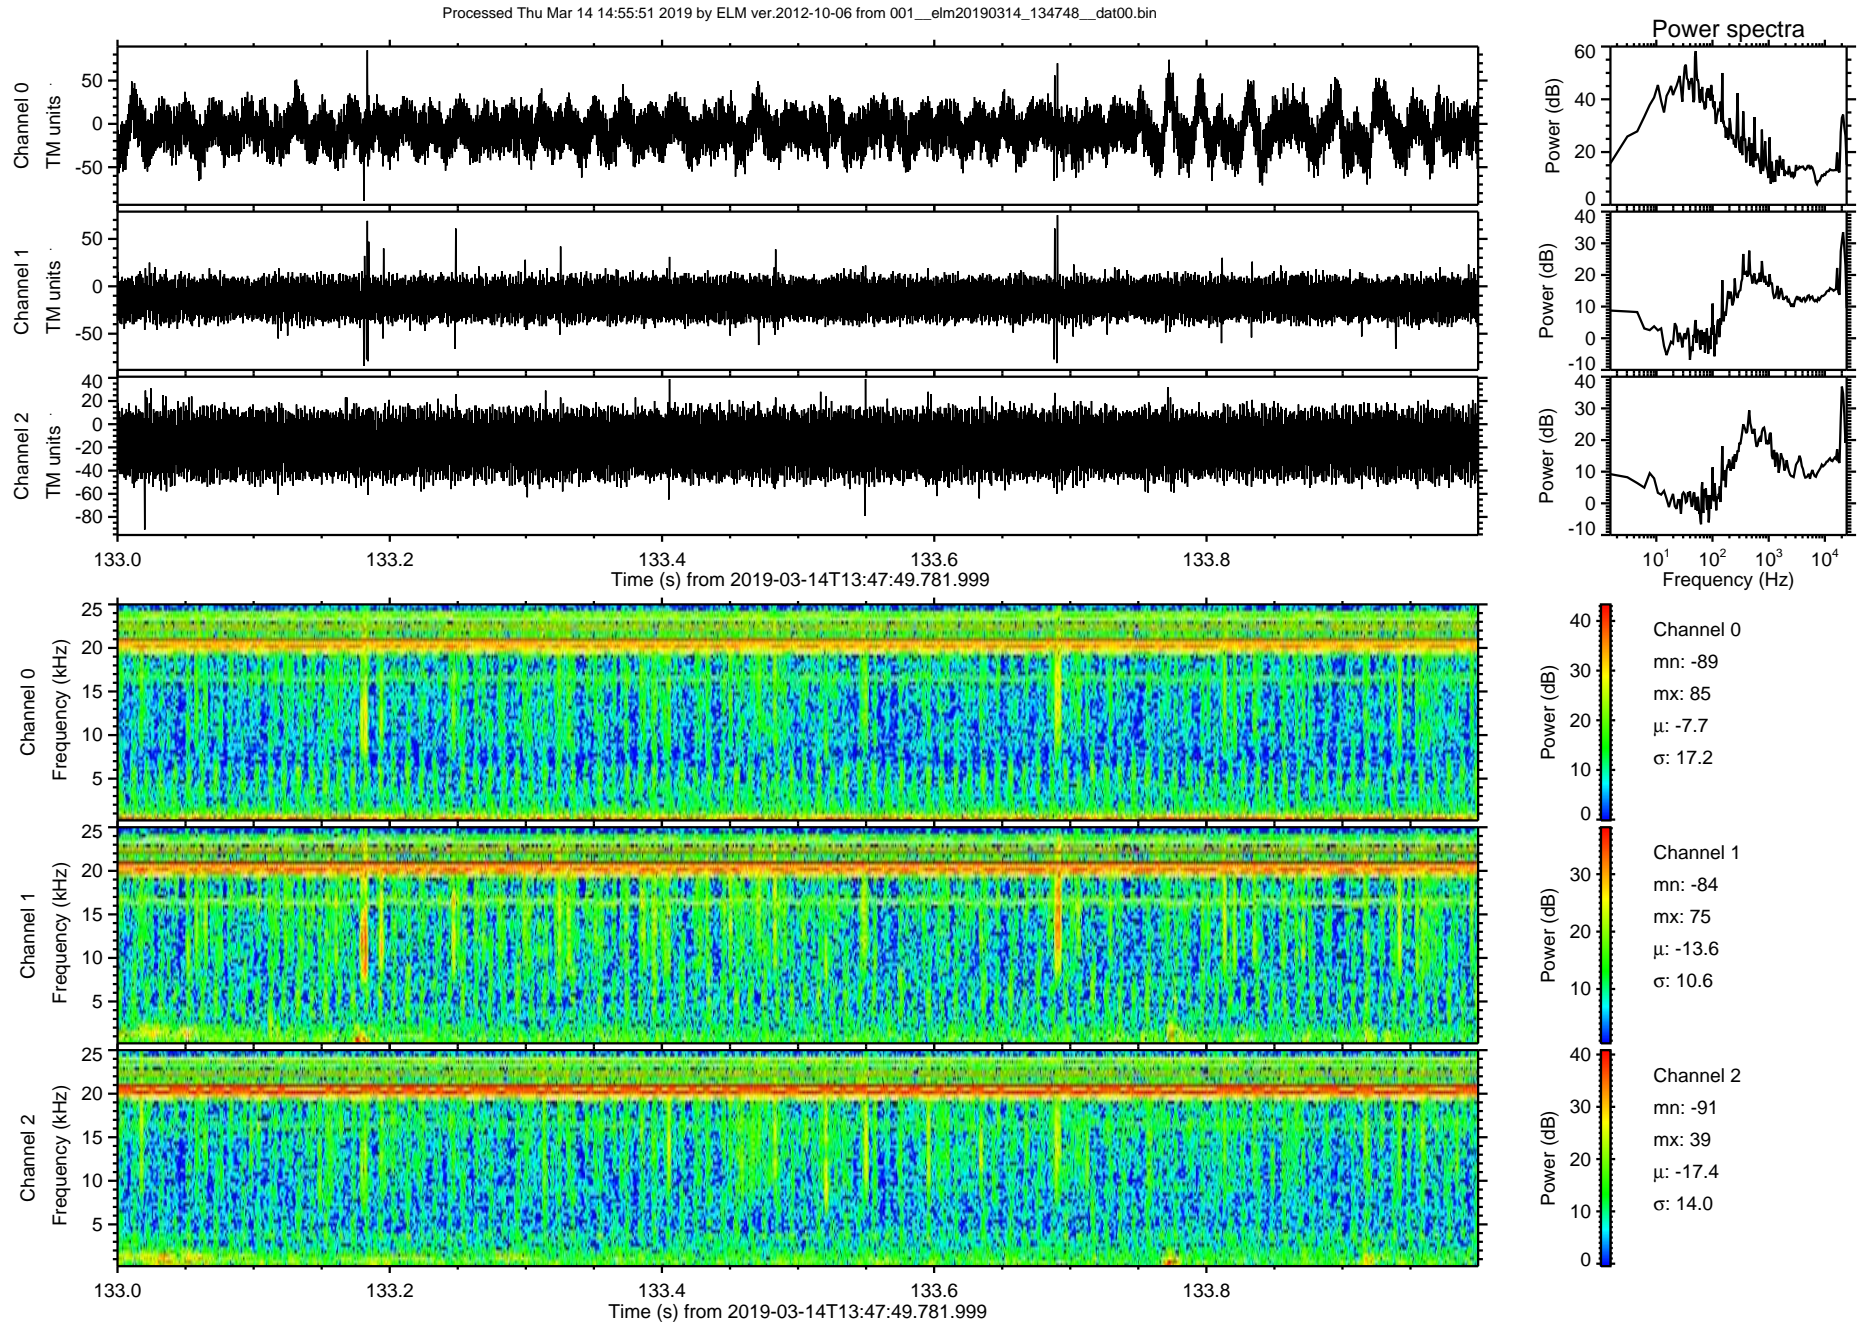 Processed Thu Mar 14 14:55:51 2019 by ELM ver.2012-10-06 from 001__elm20190314_134748__dat00.bin
Power spectra
Channel 0
TM units
50
0
-50
Power (dB)
60
40
20
0
Channel 1
TM units
50
0
-50
Power (dB)
40
30
20
10
0
-10
Channel 2
TM units
40
20
0
-20
-40
-60
-80
Power (dB)
40
30
20
10
0
-10
133.0 133.2 133.4 133.6 133.8
Time (s) from 2019-03-14T13:47:49.781.999
10¹ 10² 10³ 10⁴
Frequency (Hz)
Channel 0
Frequency (kHz)
25
20
15
10
5
Power (dB)
40
30
20
10
0
Channel 0
mn: -89
mx: 85
μ: -7.7
σ: 17.2
Channel 1
Frequency (kHz)
25
20
15
10
5
Power (dB)
30
20
10
Channel 1
mn: -84
mx: 75
μ: -13.6
σ: 10.6
Channel 2
Frequency (kHz)
25
20
15
10
5
Power (dB)
40
30
20
10
0
Channel 2
mn: -91
mx: 39
μ: -17.4
σ: 14.0
133.0 133.2 133.4 133.6 133.8
Time (s) from 2019-03-14T13:47:49.781.999